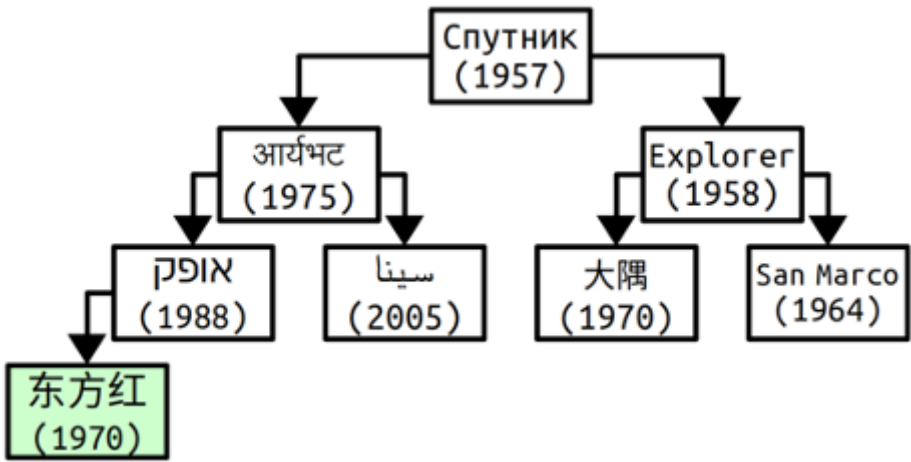 Спутник
(1957)
आर्यभट
(1975)
Explorer
(1958)
אופק
(1988)
سينا
(2005)
大隅
(1970)
San Marco
(1964)
东方红
(1970)